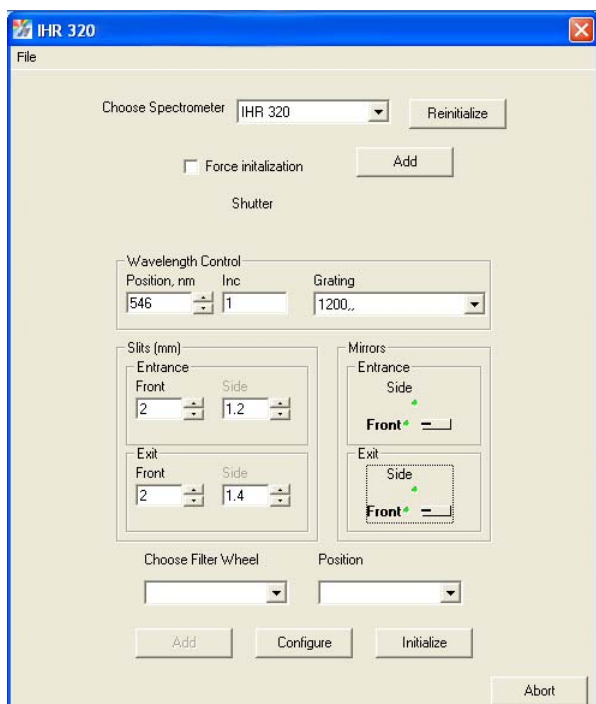 IHR 320
File
Choose Spectrometer IHR 320 Reinitialize
Force initalization Add
Shutter
Wavelength Control
Position, nm Inc Grating
546 1 1200,,
Slits (mm) Mirrors
Entrance Entrance
Front Side Side
2 1.2 Front
Exit Exit
Front Side Side
2 1.4 Front
Choose Filter Wheel Position
Add Configure Initialize
Abort